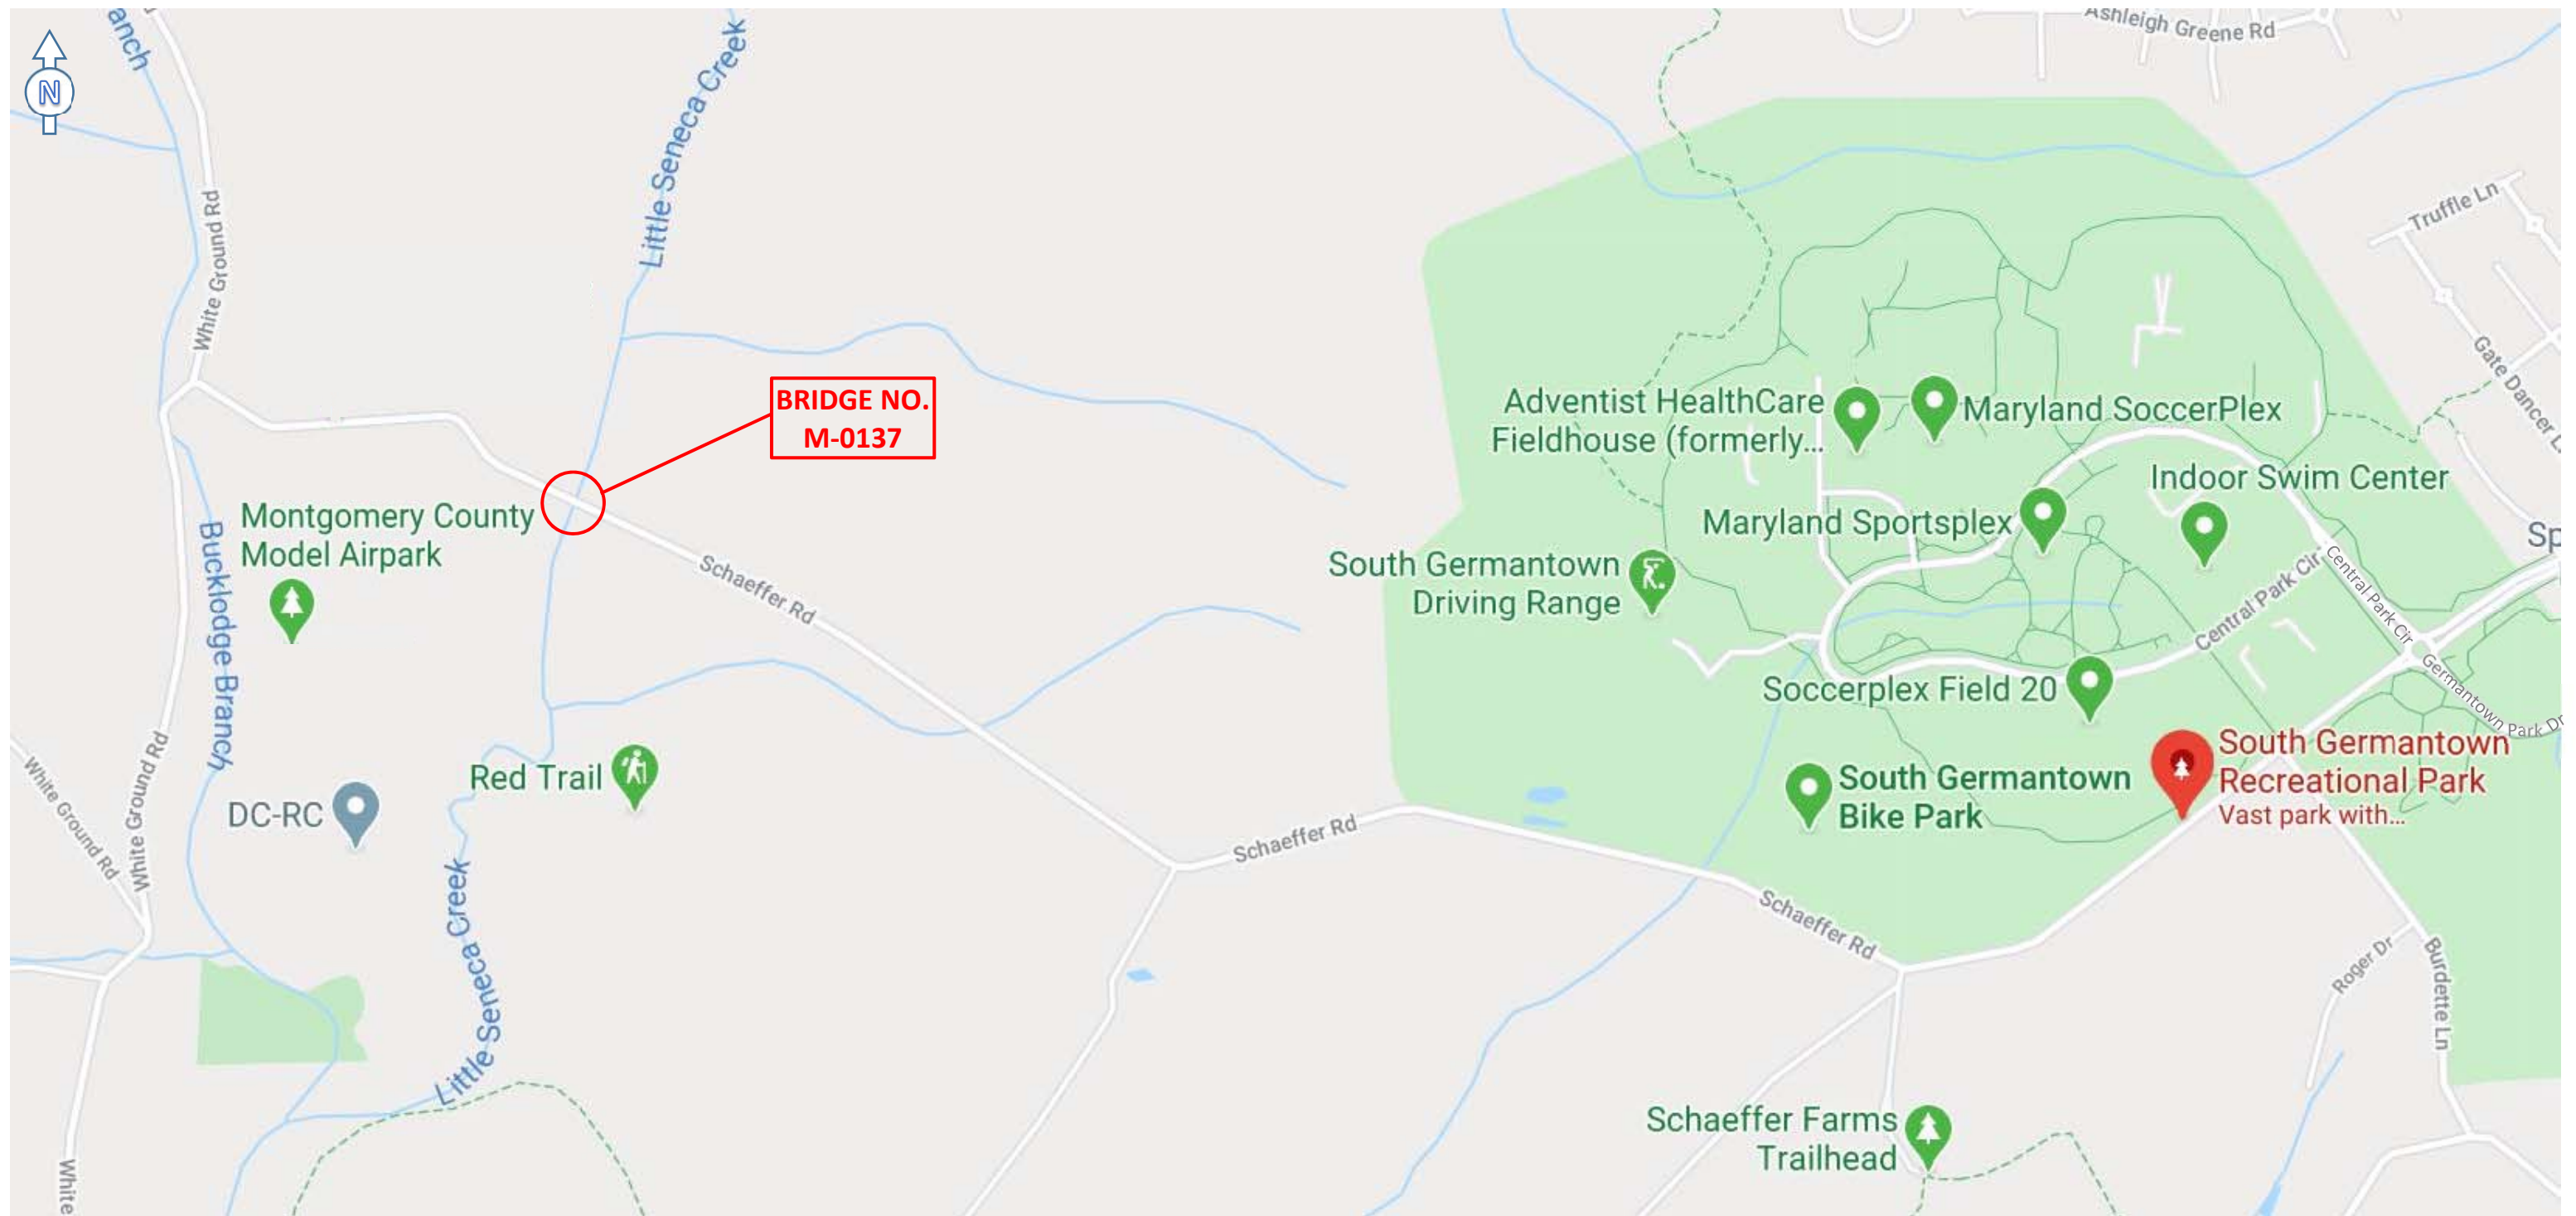 anch
N
Little Seneca Creek
Ashleigh Greene Rd
White Ground Rd
Truffle Ln
Gate Dancer L
BRIDGE NO.
M-0137
Adventist HealthCare
Fieldhouse (formerly...
Maryland SoccerPlex
Indoor Swim Center
Maryland Sportsplex
Sp
Montgomery County
Model Airpark
Bucklodge Branch
Schaeffer Rd
South Germantown
Driving Range
Central Park Cir
Central Park Cir
Soccerplex Field 20
Germantown Park Dr
White Ground Rd
White Ground Rd
DC-RC
Red Trail
Little Seneca Creek
Schaeffer Rd
South Germantown
Bike Park
South Germantown
Recreational Park
Vast park with...
Schaeffer Rd
Roger Dr
Burdette Ln
Schaeffer Farms
Trailhead
White